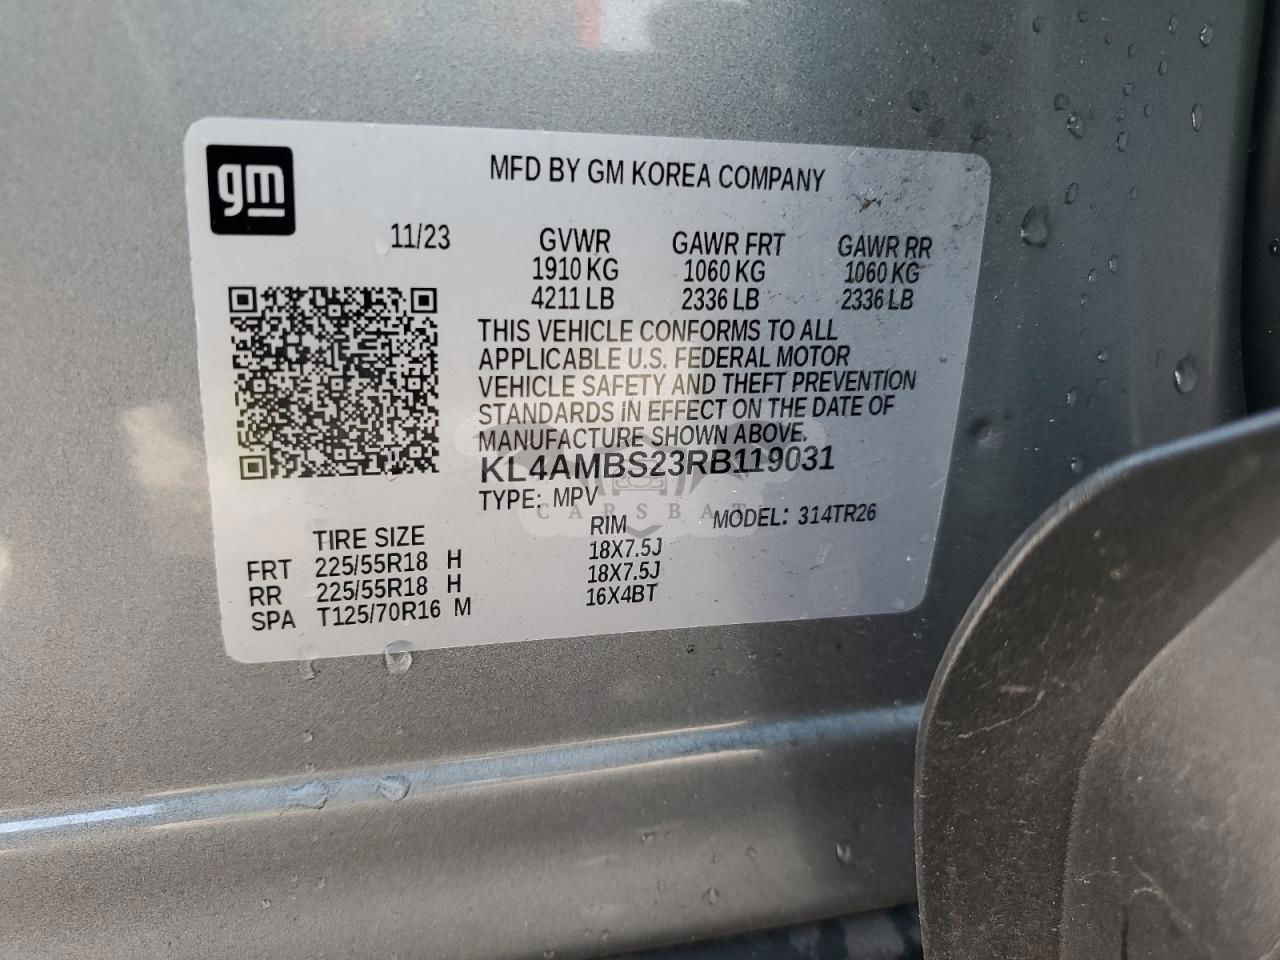 gm
MFD BY GM KOREA COMPANY
11/23 GVWR GAWR FRT GAWR RR
1910 KG 1060 KG 1060 KG
4211 LB 2336 LB 2336 LB
THIS VEHICLE CONFORMS TO ALL
APPLICABLE U.S. FEDERAL MOTOR
VEHICLE SAFETY AND THEFT PREVENTION
STANDARDS IN EFFECT ON THE DATE OF
MANUFACTURE SHOWN ABOVE.
KL4AMBS23RB119031
TYPE: MPV
CARSBAT
TIRE SIZE RIM MODEL: 314TR26
FRT 225/55R18 H 18X7.5J
RR 225/55R18 H 18X7.5J
SPA T125/70R16 M 16X4BT